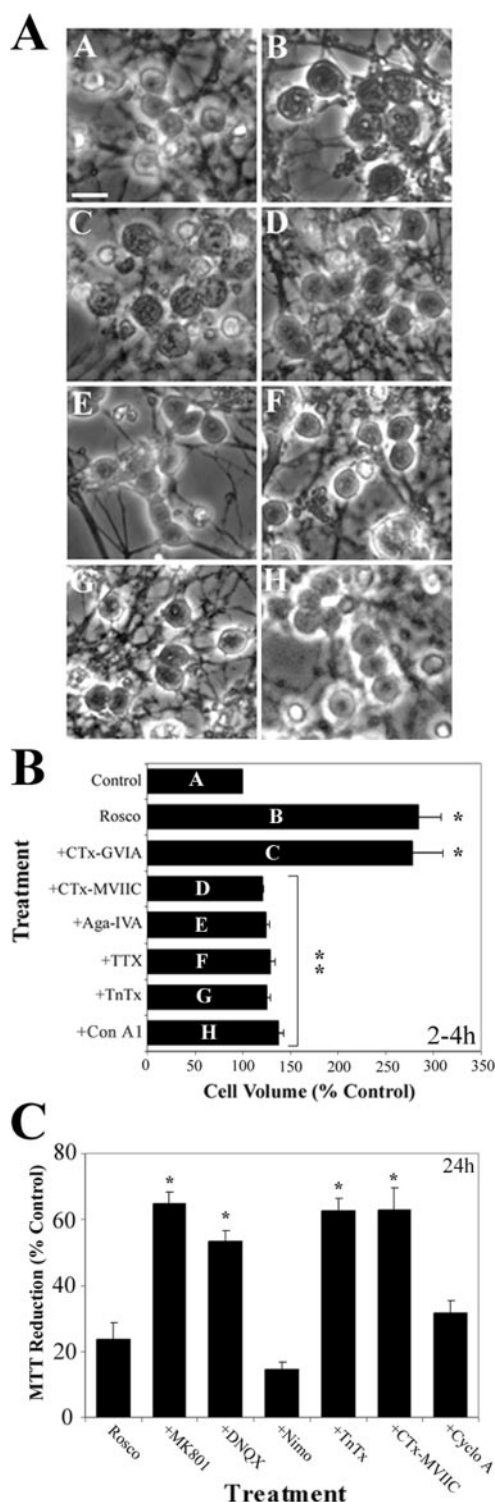 A
A
B
C
D
E
F
G
H
B
Treatment
Control
A
Rosco
B
*
+CTx-GVIA
C
*
+CTx-MVIIC
D
+Aga-IVA
E
+TTX
F
* *
+TnTx
G
+Con A1
H
2-4h
0 50 100 150 200 250 300 350
Cell Volume (% Control)
C
24h
MTT Reduction (% Control)
80
60
40
20
0
* * * *
Rosco +MK801 +DNQX +Nimo +TnTx +CTx-MVIIC +Cyclo A
Treatment